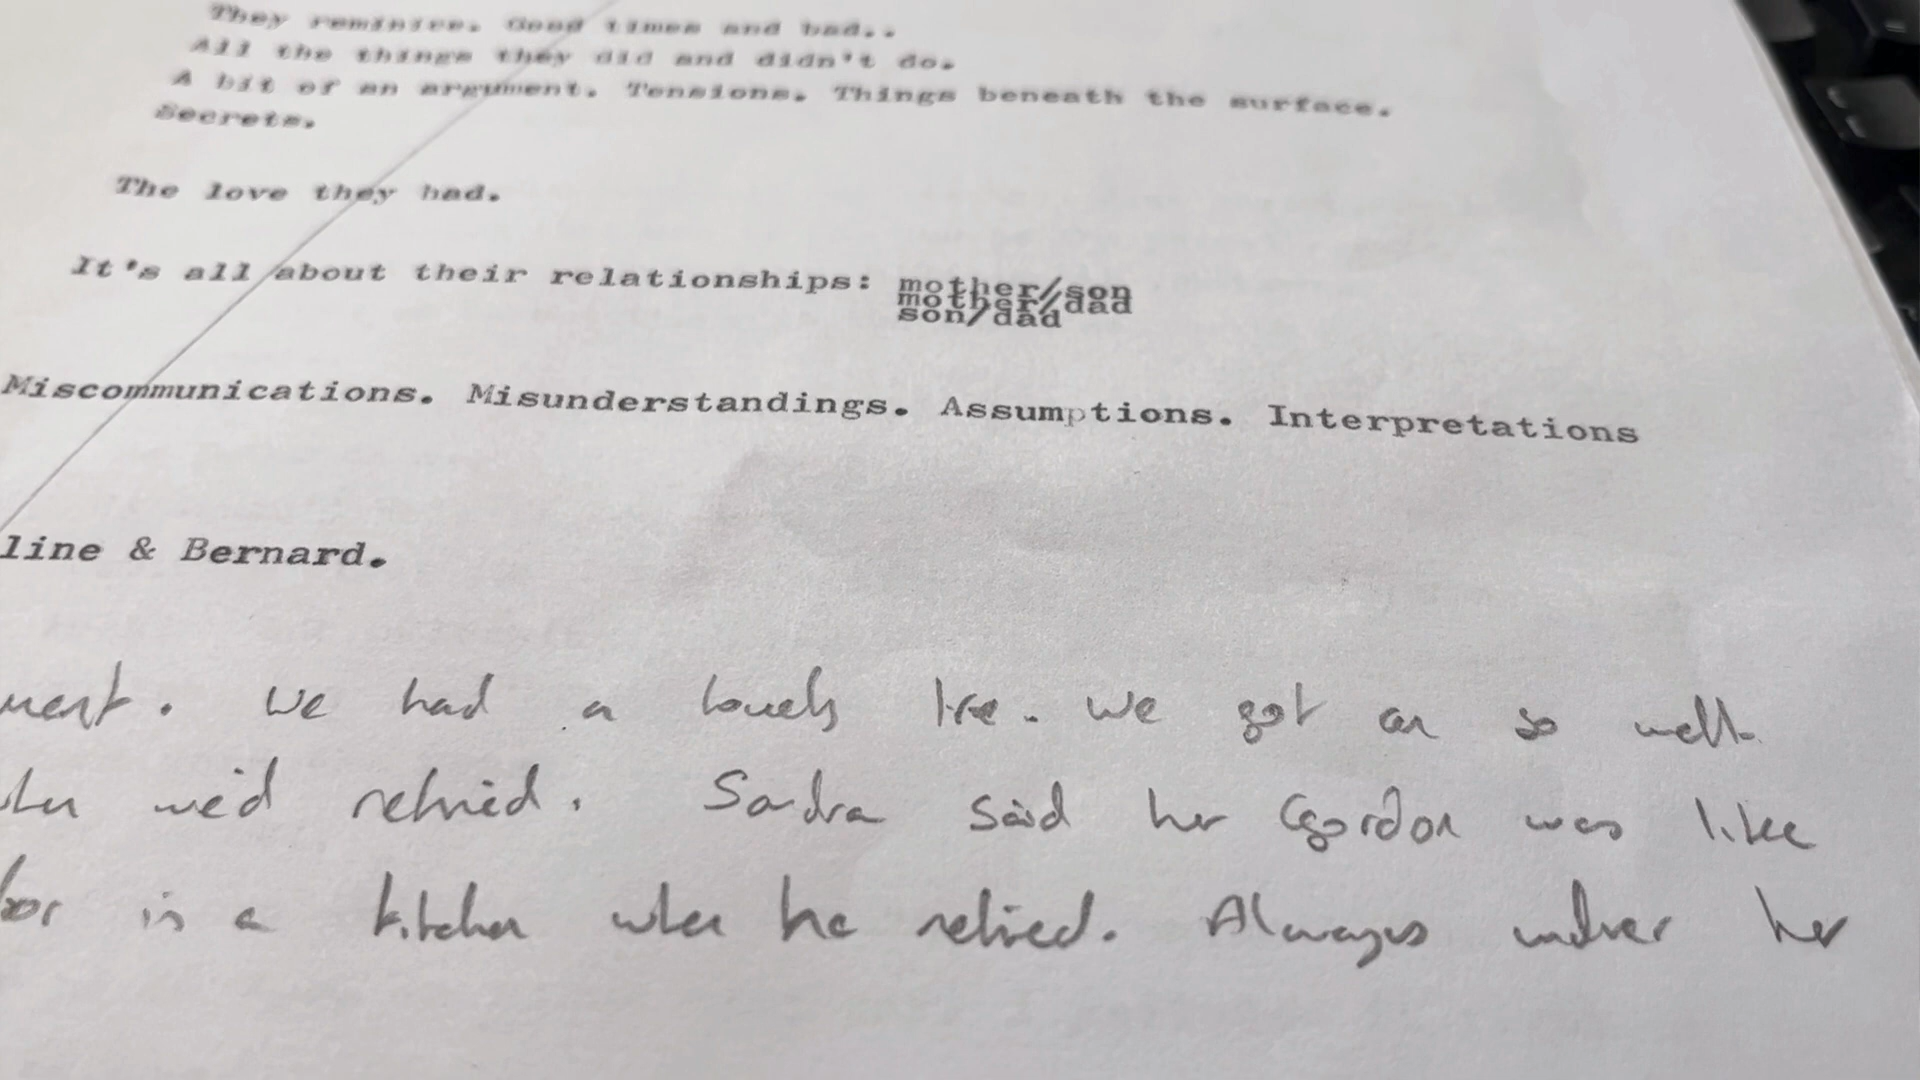 They reminisce. Good times and bad..
All the things they did and didn't do.
A bit of an argument. Tensions. Things beneath the surface.
Secrets.
The love they had.
It's all about their relationships: mother/son
mother/dad
son/dad
Miscommunications. Misunderstandings. Assumptions. Interpretations
line & Bernard.
ment. We had a lovely life. We got on so well
when we'd retired. Sandra said her Gordon was like
in a kitchen when he retired. Always under her